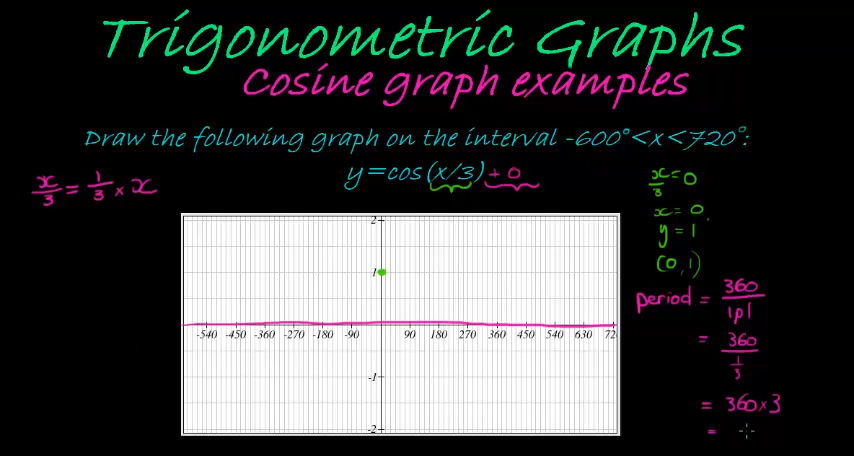 Trigonometric Graphs
Cosine graph examples
Draw the following graph on the interval -600°<x<720°:
y=cos(x/3) + 0
x/3 = 1/3 × x
x/3 = 0
x = 0
y = 1
(0,1)
period = 360/|p|
= 360/(1/3)
= 360×3
=
2
1
-540 -450 -360 -270 -180 -90 90 180 270 360 450 540 630 72
-1
-2